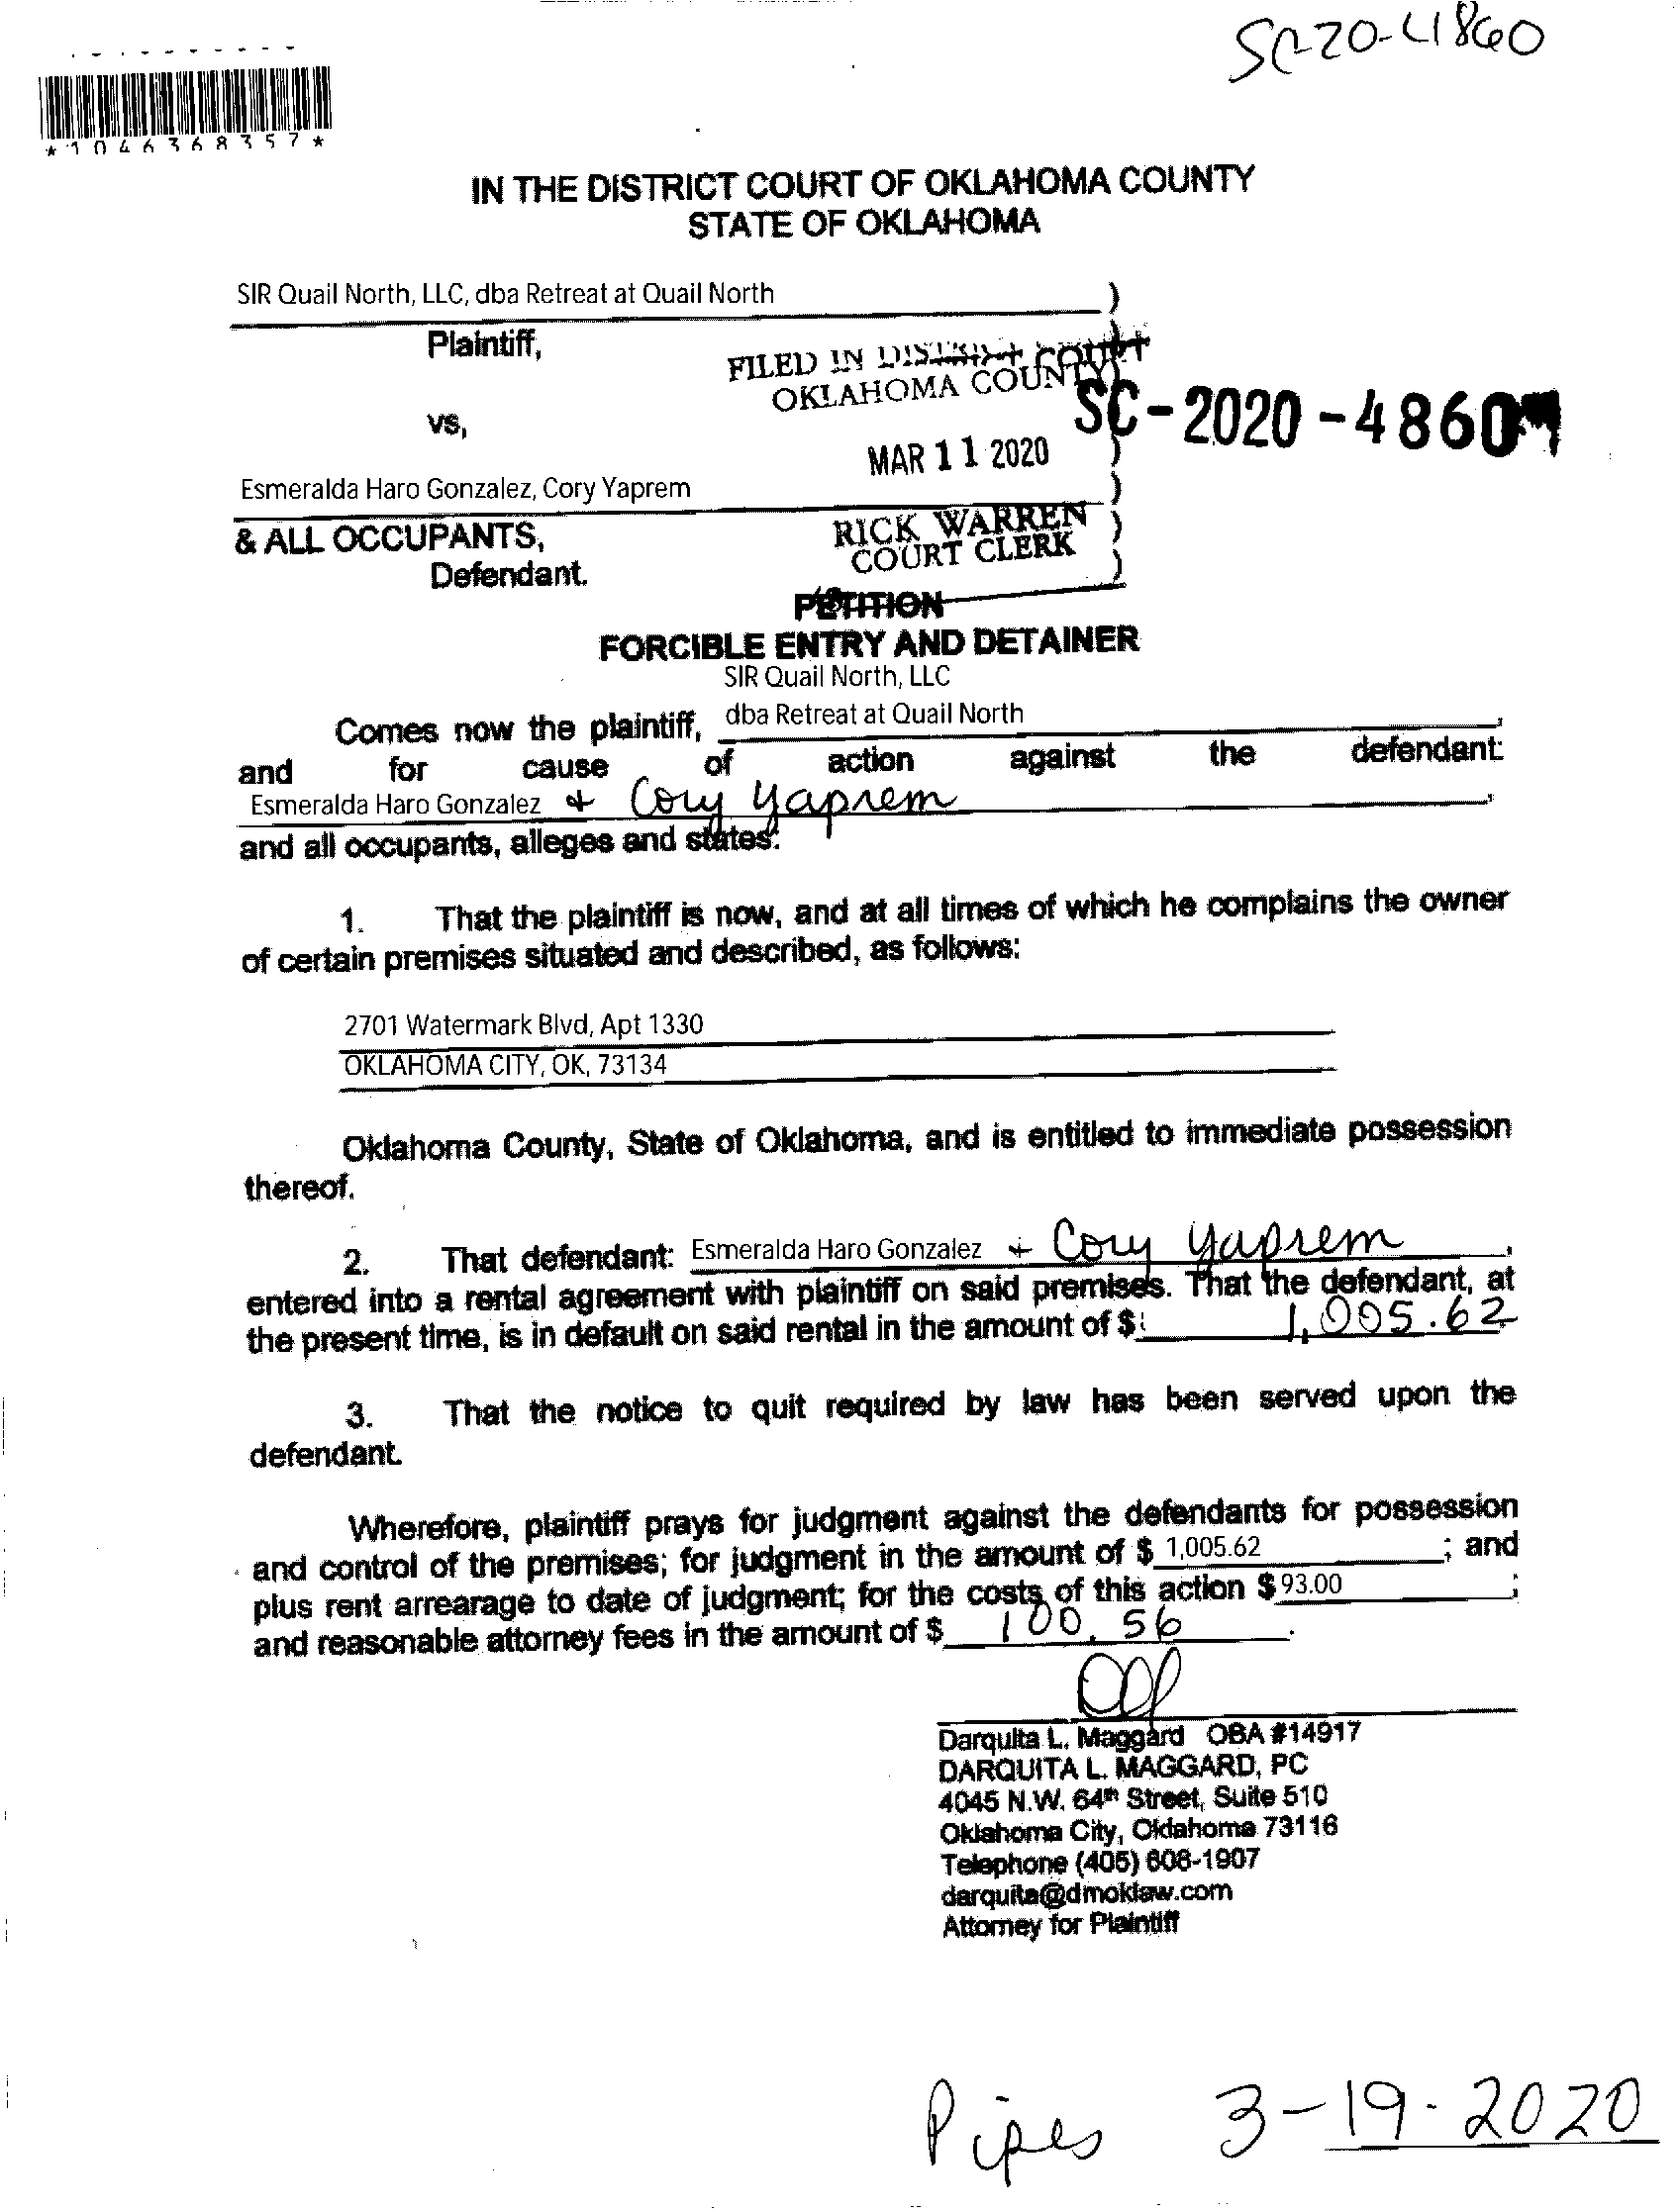 SC-20-4860
*1046368357*
IN THE DISTRICT COURT OF OKLAHOMA COUNTY
STATE OF OKLAHOMA
SIR Quail North, LLC, dba Retreat at Quail North )
Plaintiff,
FILED IN DISTRICT COURT
OKLAHOMA COUNTY
vs,
SC-2020-4860
MAR 11 2020
Esmeralda Haro Gonzalez, Cory Yaprem )
& ALL OCCUPANTS, )
RICK WARREN
COURT CLERK
Defendant. )
PETITION
FORCIBLE ENTRY AND DETAINER
SIR Quail North, LLC
Comes now the plaintiff, dba Retreat at Quail North,
and for cause of action against the defendant:
Esmeralda Haro Gonzalez & Cory Yaprem,
and all occupants, alleges and states:
1. That the plaintiff is now, and at all times of which he complains the owner
of certain premises situated and described, as follows:
2701 Watermark Blvd, Apt 1330
OKLAHOMA CITY, OK, 73134
Oklahoma County, State of Oklahoma, and is entitled to immediate possession
thereof.
2. That defendant: Esmeralda Haro Gonzalez & Cory Yaprem,
entered into a rental agreement with plaintiff on said premises. That the defendant, at
the present time, is in default on said rental in the amount of $: 1,005.62
3. That the notice to quit required by law has been served upon the
defendant.
Wherefore, plaintiff prays for judgment against the defendants for possession
and control of the premises; for judgment in the amount of $ 1,005.62 ; and
plus rent arrearage to date of judgment; for the costs of this action $ 93.00 ;
and reasonable attorney fees in the amount of $ 100.56 .
Darquita L. Maggard OBA #14917
DARQUITA L. MAGGARD, PC
4045 N.W. 64th Street, Suite 510
Oklahoma City, Oklahoma 73116
Telephone (405) 608-1907
darquita@dmoklaw.com
Attorney for Plaintiff
Pipes 3-19-2020